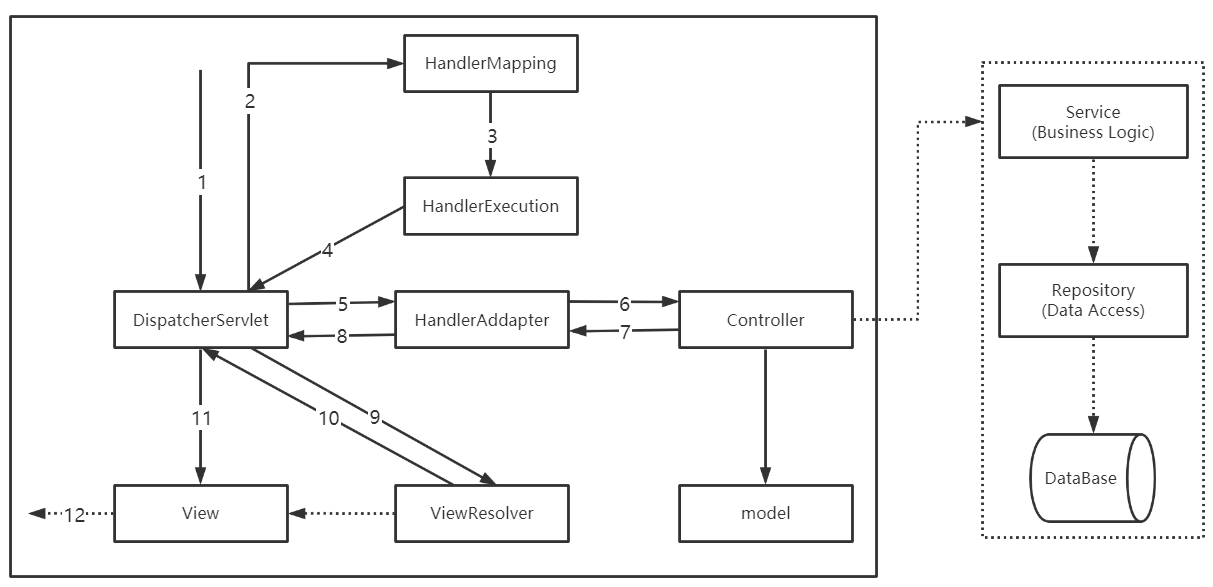 HandlerMapping
2
3
1
HandlerExecution
4
Service
(Business Logic)
DispatcherServlet
5
8
HandlerAddapter
6
7
Controller
Repository
(Data Access)
11
10
9
12
View
ViewResolver
model
DataBase